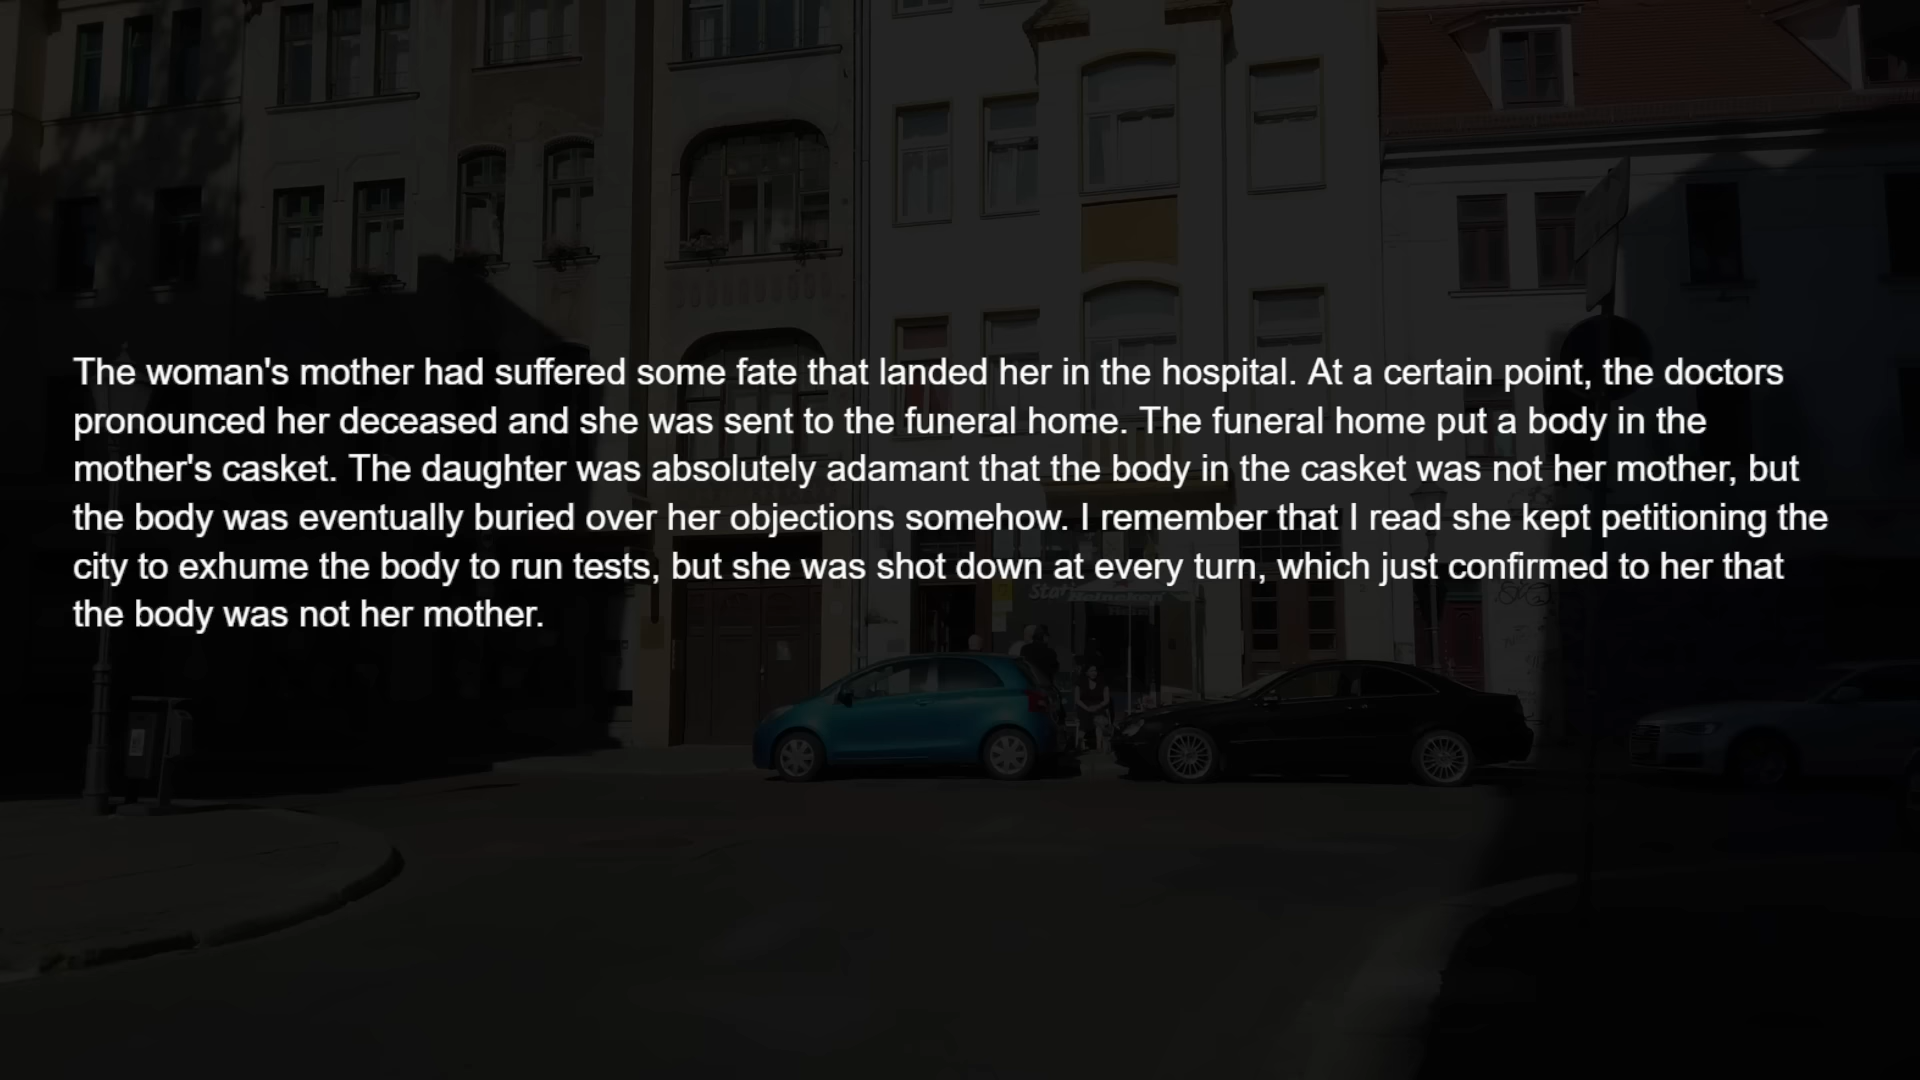 The woman's mother had suffered some fate that landed her in the hospital. At a certain point, the doctors
pronounced her deceased and she was sent to the funeral home. The funeral home put a body in the
mother's casket. The daughter was absolutely adamant that the body in the casket was not her mother, but
the body was eventually buried over her objections somehow. I remember that I read she kept petitioning the
city to exhume the body to run tests, but she was shot down at every turn, which just confirmed to her that
the body was not her mother.